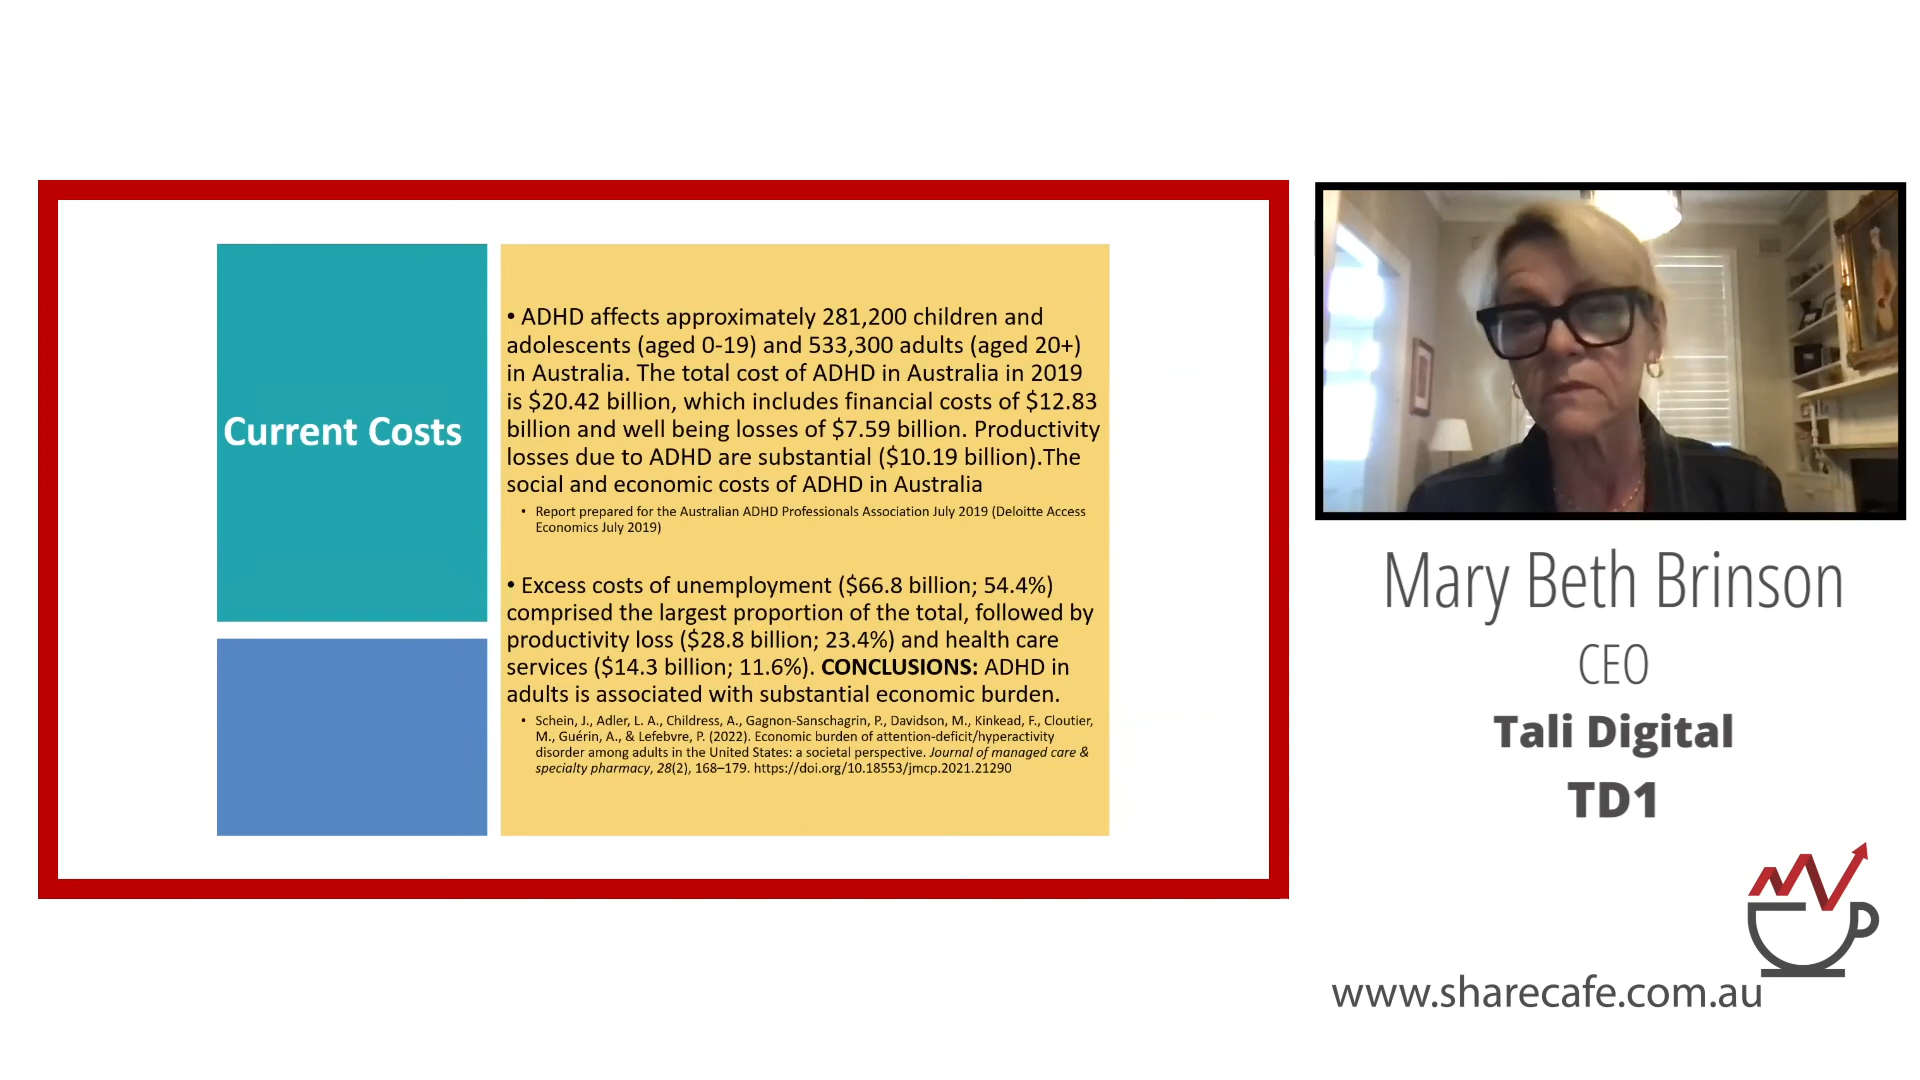 Current Costs
• ADHD affects approximately 281,200 children and
adolescents (aged 0-19) and 533,300 adults (aged 20+)
in Australia. The total cost of ADHD in Australia in 2019
is $20.42 billion, which includes financial costs of $12.83
billion and well being losses of $7.59 billion. Productivity
losses due to ADHD are substantial ($10.19 billion).The
social and economic costs of ADHD in Australia
• Report prepared for the Australian ADHD Professionals Association July 2019 (Deloitte Access
Economics July 2019)
• Excess costs of unemployment ($66.8 billion; 54.4%)
comprised the largest proportion of the total, followed by
productivity loss ($28.8 billion; 23.4%) and health care
services ($14.3 billion; 11.6%). CONCLUSIONS: ADHD in
adults is associated with substantial economic burden.
• Schein, J., Adler, L. A., Childress, A., Gagnon-Sanschagrin, P., Davidson, M., Kinkead, F., Cloutier,
M., Guérin, A., & Lefebvre, P. (2022). Economic burden of attention-deficit/hyperactivity
disorder among adults in the United States: a societal perspective. Journal of managed care &
specialty pharmacy, 28(2), 168–179. https://doi.org/10.18553/jmcp.2021.21290
Mary Beth Brinson
CEO
Tali Digital
TD1
www.sharecafe.com.au